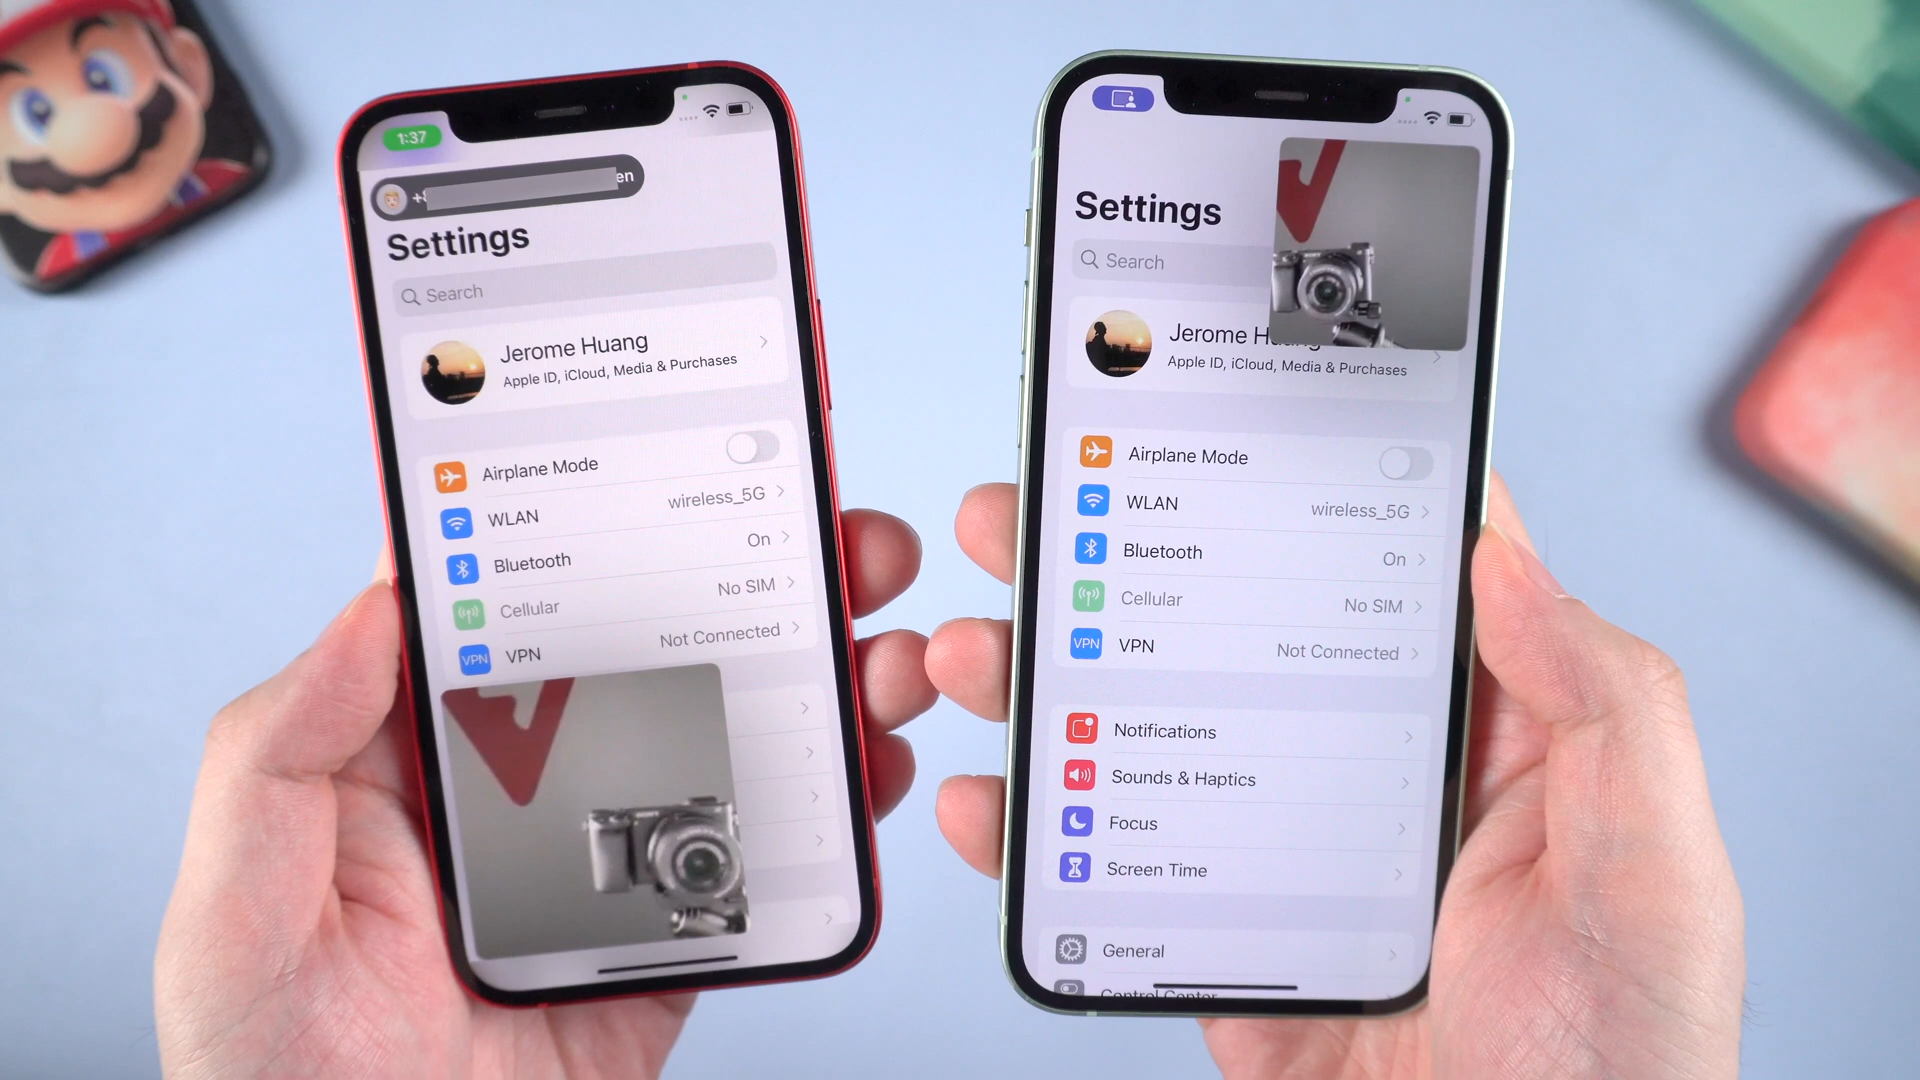 1:37
+
en
Settings
Search
Jerome Huang
Apple ID, iCloud, Media & Purchases
Airplane Mode
WLAN wireless_5G
Bluetooth On
Cellular No SIM
VPN VPN Not Connected
Settings
Search
Jerome H
Apple ID, iCloud, Media & Purchases
Airplane Mode
WLAN wireless_5G
Bluetooth On
Cellular No SIM
VPN VPN Not Connected
Notifications
Sounds & Haptics
Focus
Screen Time
General
Control Center